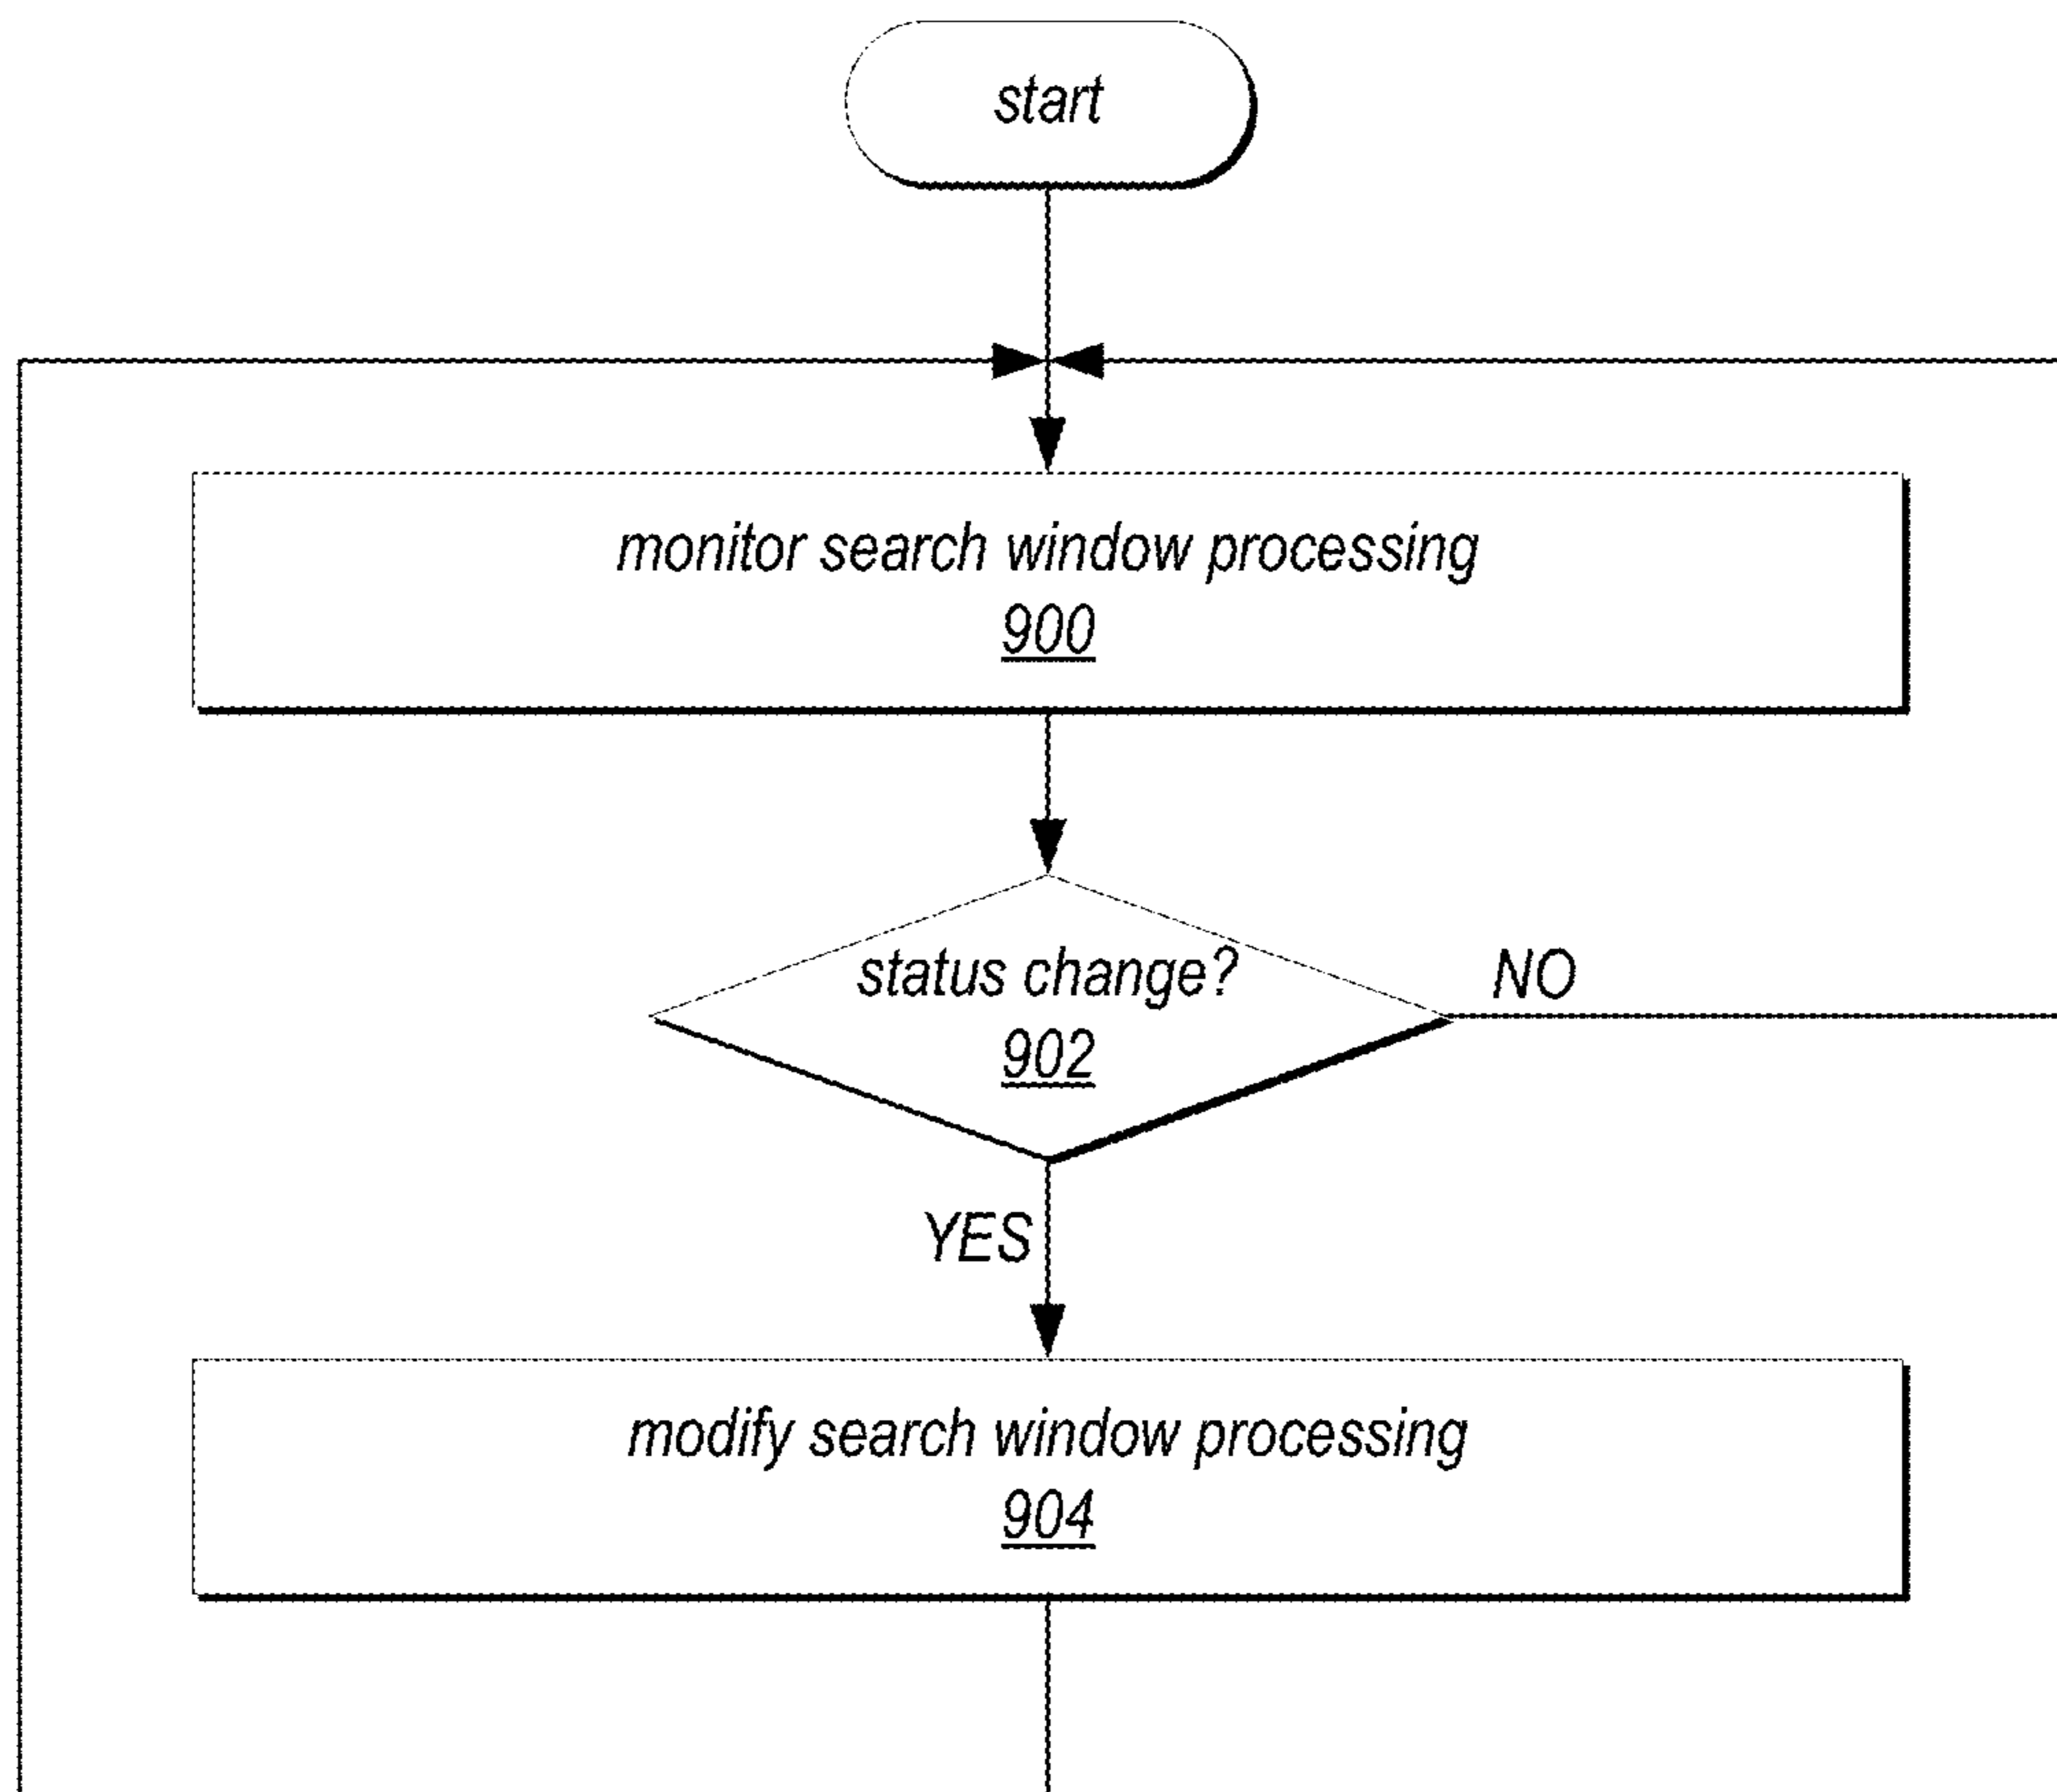 start
monitor search window processing
900
status change?
902
NO
YES
modify search window processing
904